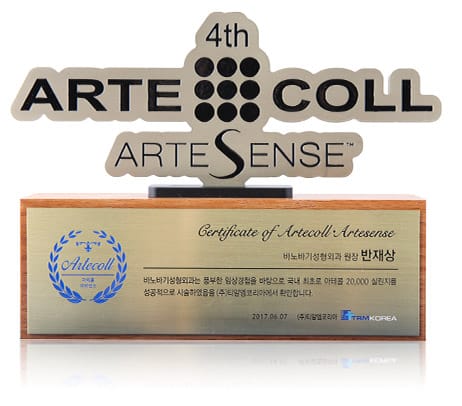 4th
ARTE COLL
ARTESENSE™
Certificate of Artecoll Artesense
바노바기성형외과 원장 반재상
Artecoll
바노바기성형외과는 풍부한 임상경험을 바탕으로 국내 최초로 아테콜 20,000 실린지를
성공적으로 시술하였음을 (주)티알엠코리아에서 확인합니다.
2017.06.07 (주)티알엠코리아 TRMKOREA